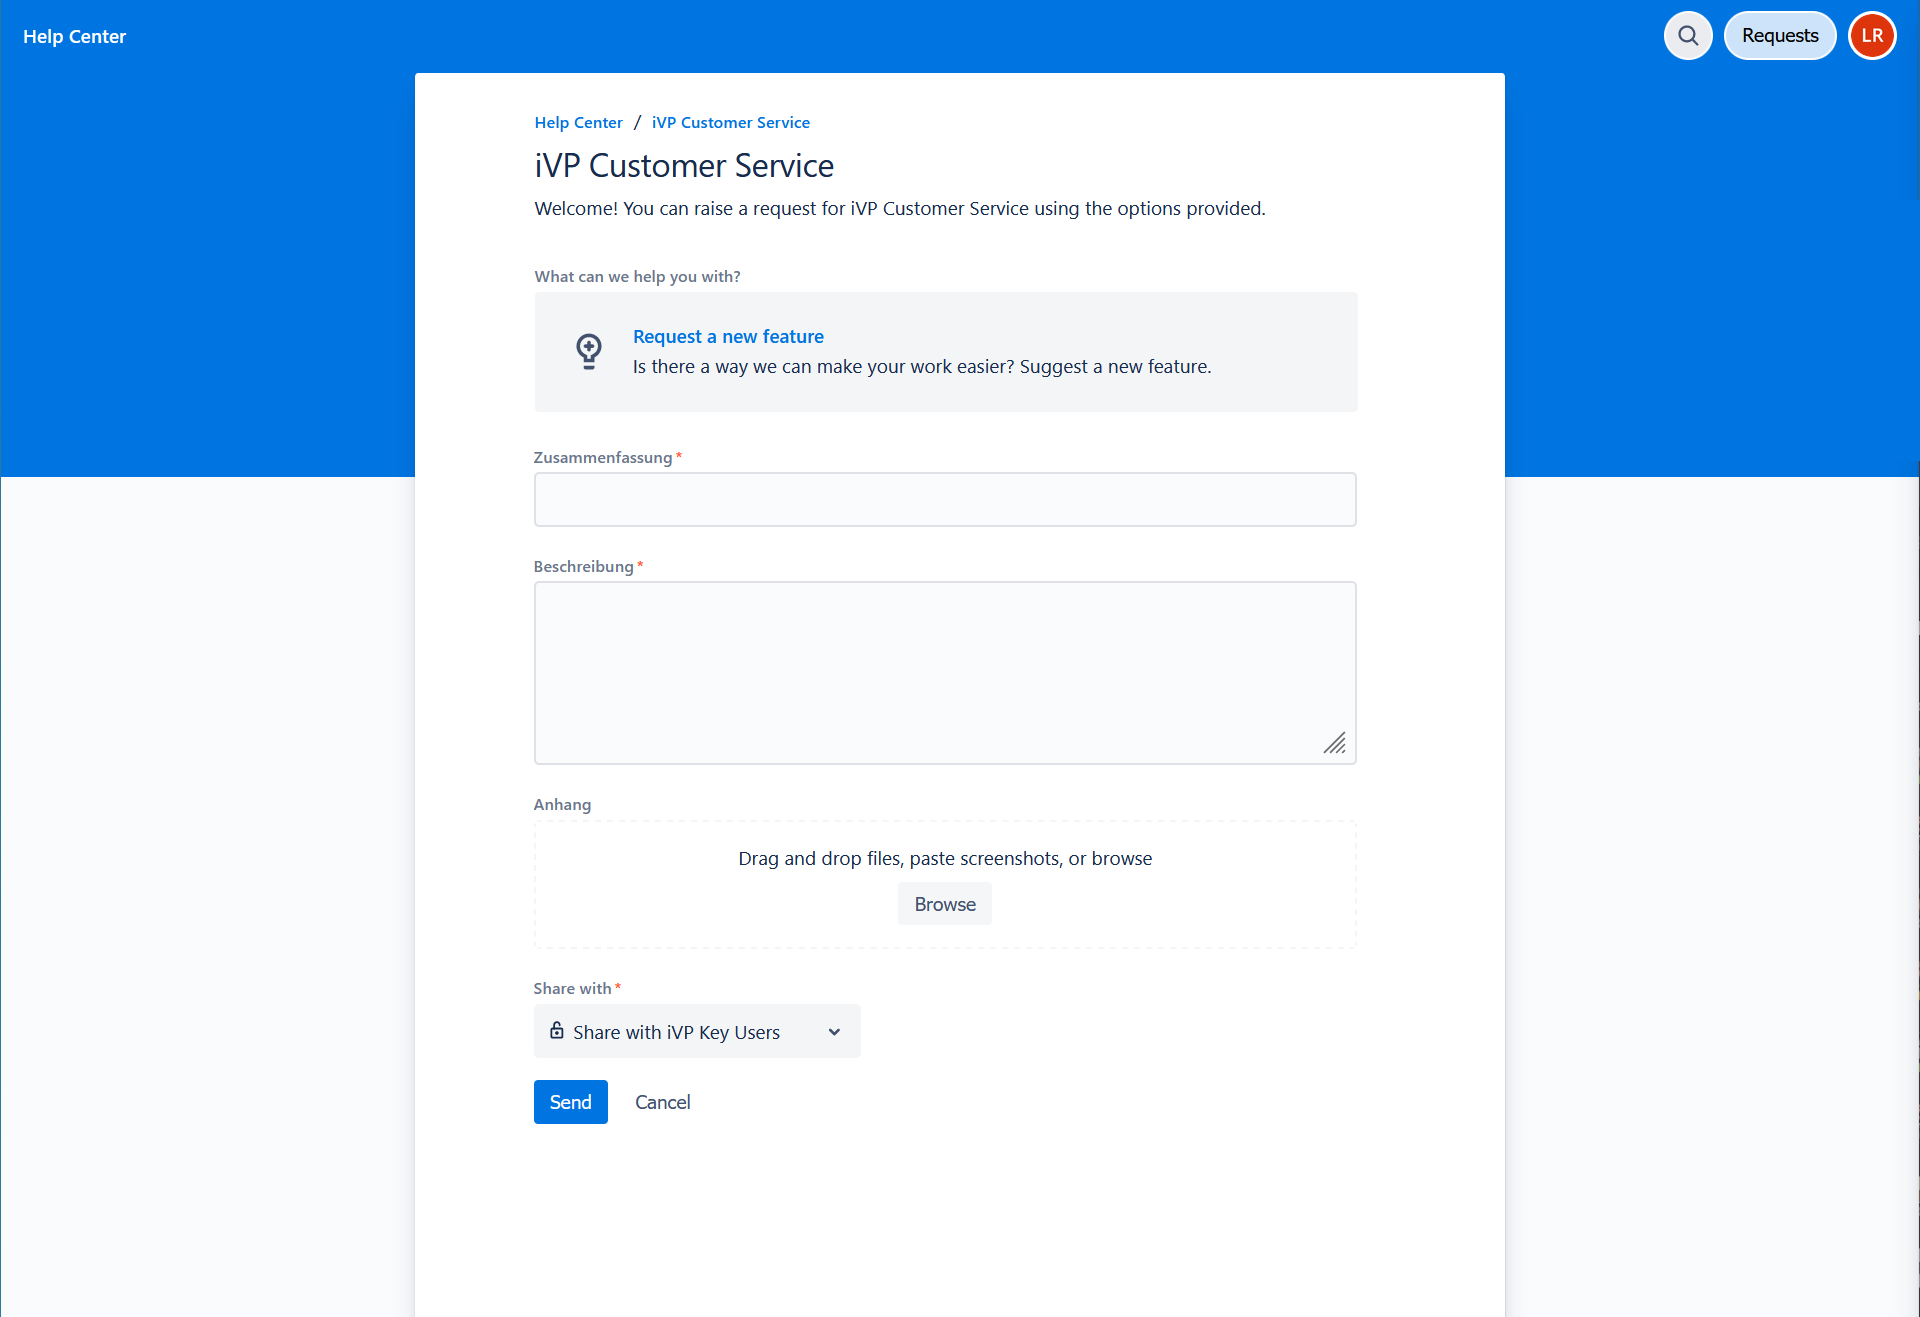 Help Center
Requests
LR
Help Center / iVP Customer Service
iVP Customer Service
Welcome! You can raise a request for iVP Customer Service using the options provided.
What can we help you with?
Request a new feature
Is there a way we can make your work easier? Suggest a new feature.
Zusammenfassung *
Beschreibung *
Anhang
Drag and drop files, paste screenshots, or browse
Browse
Share with *
Share with iVP Key Users
Send
Cancel